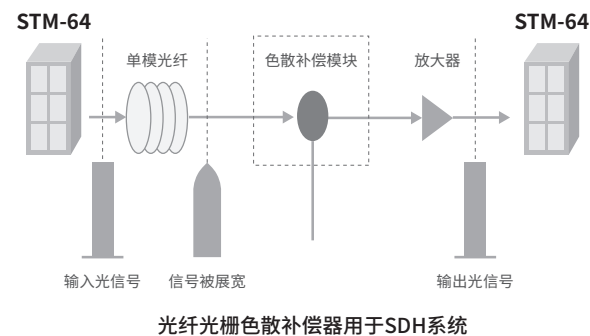 STM-64
STM-64
单模光纤
色散补偿模块
放大器
输入光信号
信号被展宽
输出光信号
光纤光栅色散补偿器用于SDH系统